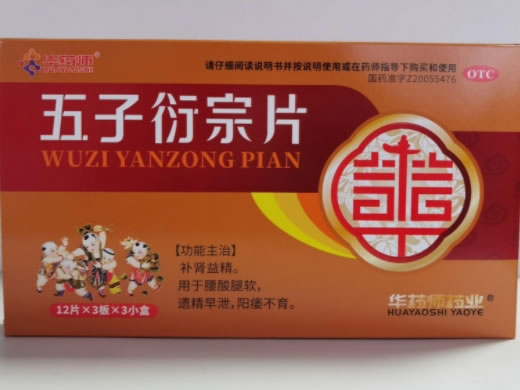 华药师®
HUAYAOSHI
请仔细阅读说明书并按说明使用或在药师指导下购买和使用
国药准字Z20055476
OTC
五子衍宗片
WUZI YANZONG PIAN
【功能主治】
补肾益精。
用于腰酸腿软,
遗精早泄,阳痿不育。
12片×3板×3小盒
华药师药业®
HUAYAOSHI YAOYE